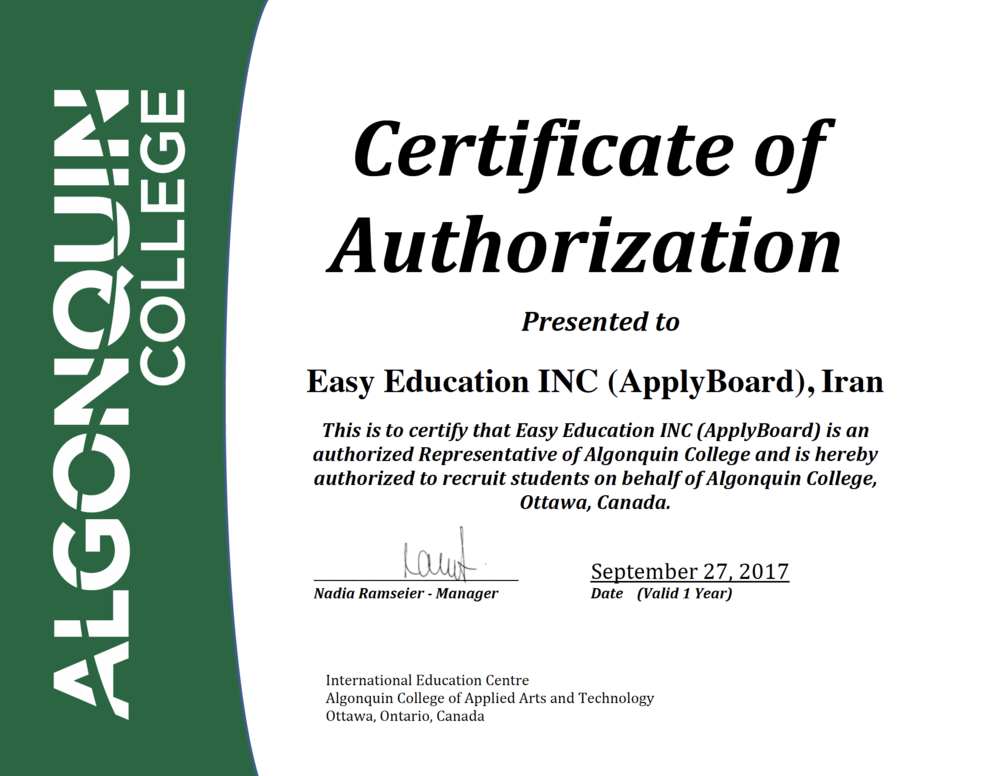 ALGONQUIN
COLLEGE
Certificate of
Authorization
Presented to
Easy Education INC (ApplyBoard), Iran
This is to certify that Easy Education INC (ApplyBoard) is an
authorized Representative of Algonquin College and is hereby
authorized to recruit students on behalf of Algonquin College,
Ottawa, Canada.
September 27, 2017
Nadia Ramseier - Manager
Date (Valid 1 Year)
International Education Centre
Algonquin College of Applied Arts and Technology
Ottawa, Ontario, Canada